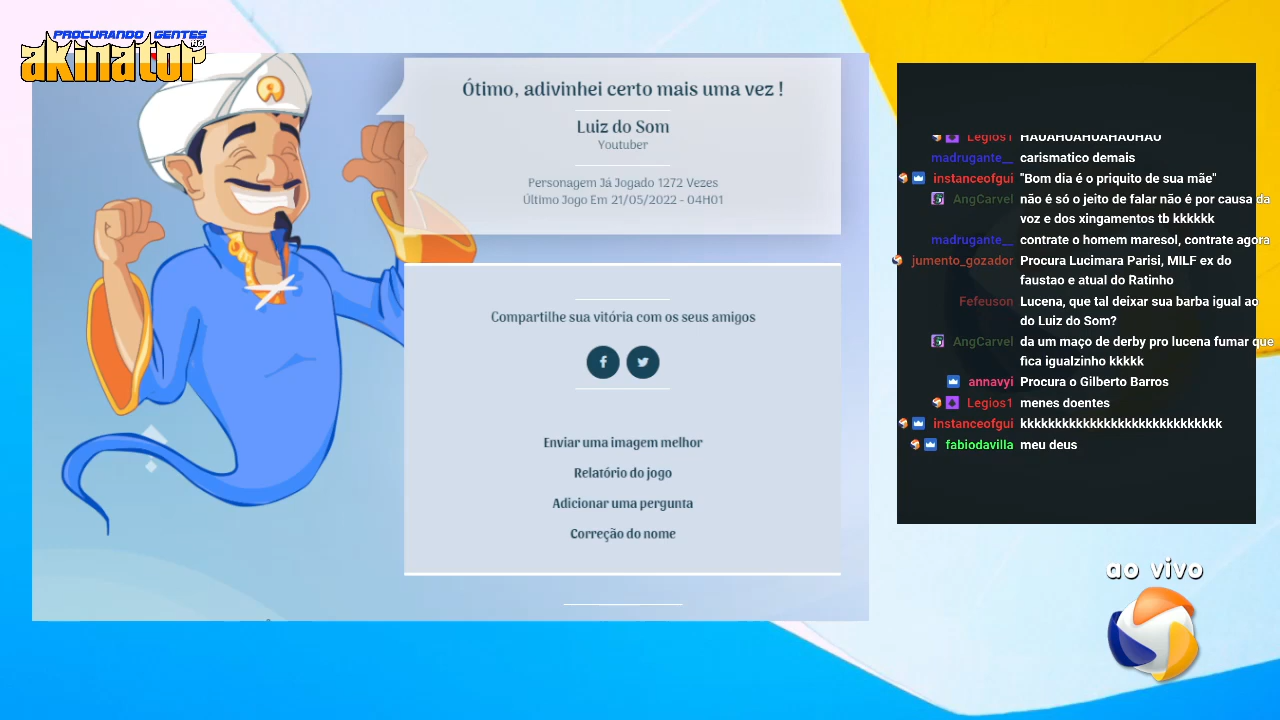 PROCURANDO GENTES
NO
akinator
Ótimo, adivinhei certo mais uma vez !
Luiz do Som
Youtuber
Personagem Já Jogado 1272 Vezes
Último Jogo Em 21/05/2022 - 04H01
Compartilhe sua vitória com os seus amigos
Enviar uma imagem melhor
Relatório do jogo
Adicionar uma pergunta
Correção do nome
Legios1 HAUAHUAHUAHAUHAU
madrugante__ carismatico demais
instanceofgui "Bom dia é o priquito de sua mãe"
AngCarvel não é só o jeito de falar não é por causa da
voz e dos xingamentos tb kkkkkk
madrugante__ contrate o homem maresol, contrate agora
jumento_gozador Procura Lucimara Parisi, MILF ex do
faustao e atual do Ratinho
Fefeuson Lucena, que tal deixar sua barba igual ao
do Luiz do Som?
AngCarvel da um maço de derby pro lucena fumar que
fica igualzinho kkkkk
annavyi Procura o Gilberto Barros
Legios1 menes doentes
instanceofgui kkkkkkkkkkkkkkkkkkkkkkkkkkkkk
fabiodavilla meu deus
ao vivo